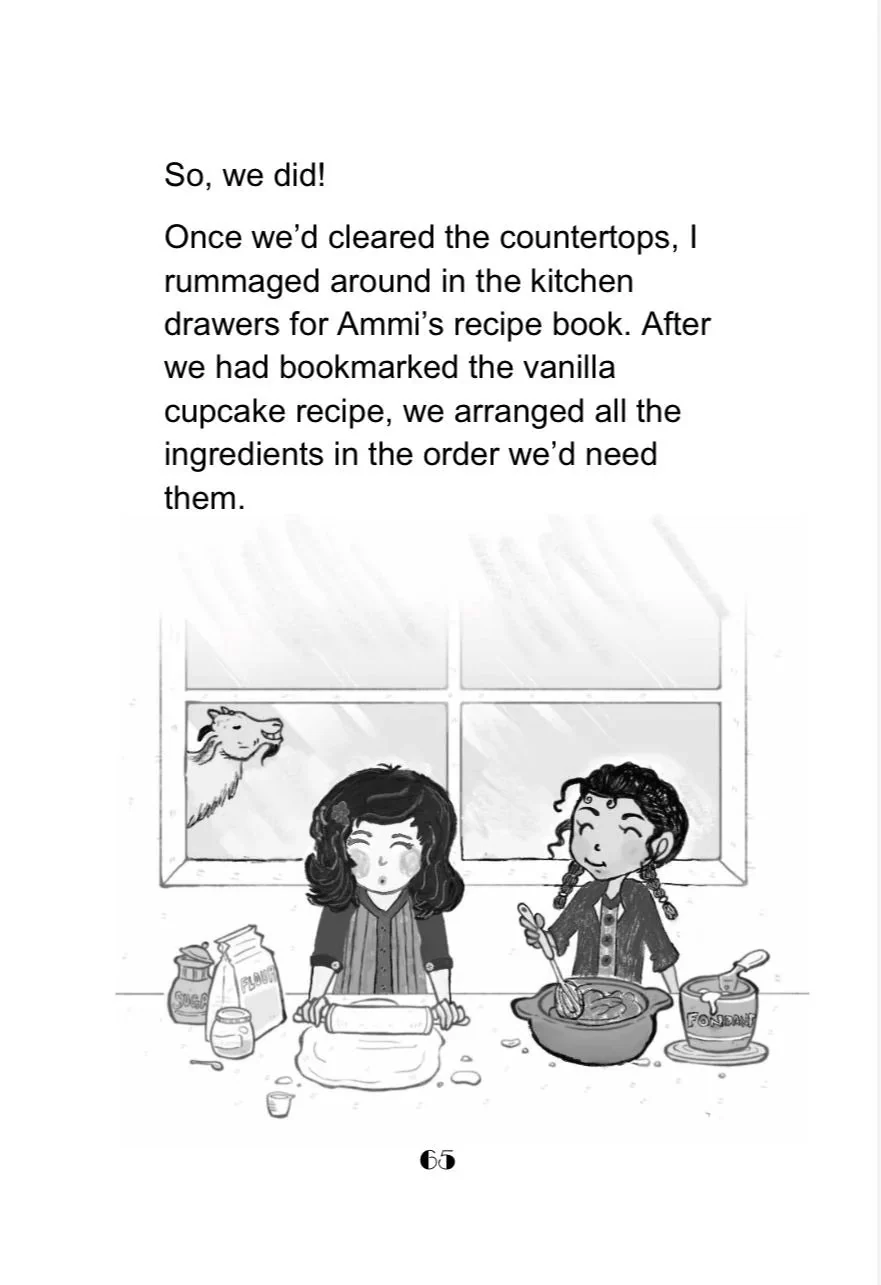 So, we did!
Once we’d cleared the countertops, I
rummaged around in the kitchen
drawers for Ammi’s recipe book. After
we had bookmarked the vanilla
cupcake recipe, we arranged all the
ingredients in the order we’d need
them.
SUGAR
FLOUR
FONDANT
65